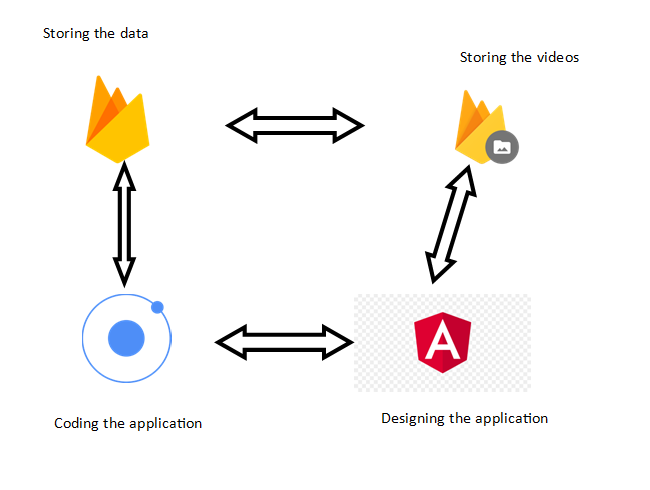 Storing the data
Storing the videos
A
Coding the application
Designing the application